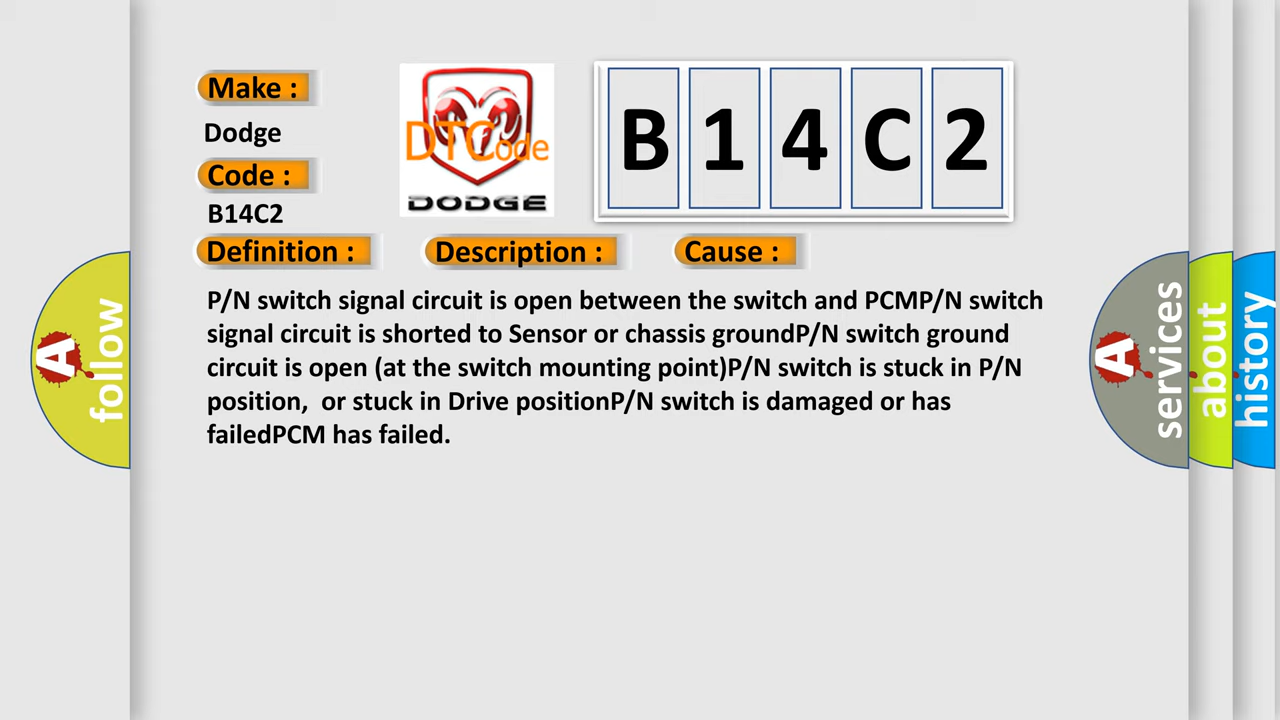 Make :
Dodge
Code :
B14C2
DTCode
DODGE
B14C2
Definition :
Description :
Cause :
P/N switch signal circuit is open between the switch and PCMP/N switch
signal circuit is shorted to Sensor or chassis groundP/N switch ground
circuit is open (at the switch mounting point)P/N switch is stuck in P/N
position,  or stuck in Drive positionP/N switch is damaged or has
failedPCM has failed.
A follow
A services
about
history